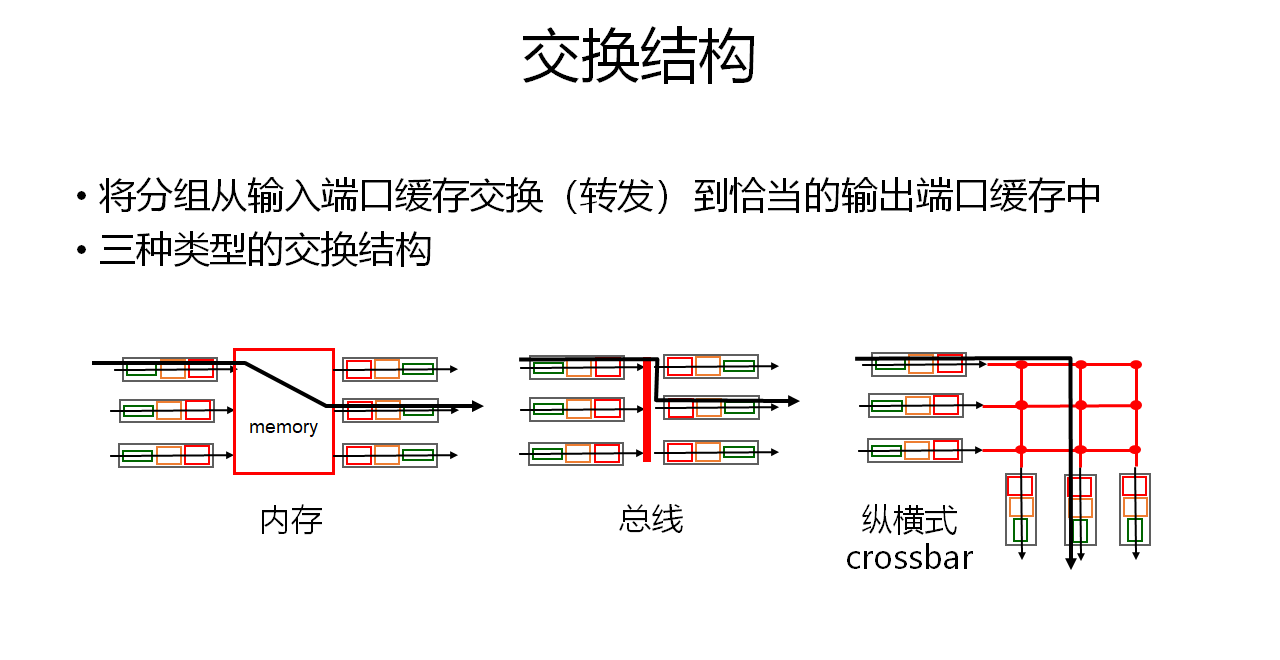 交换结构
• 将分组从输入端口缓存交换（转发）到恰当的输出端口缓存中
• 三种类型的交换结构
memory
内存
总线
纵横式
crossbar